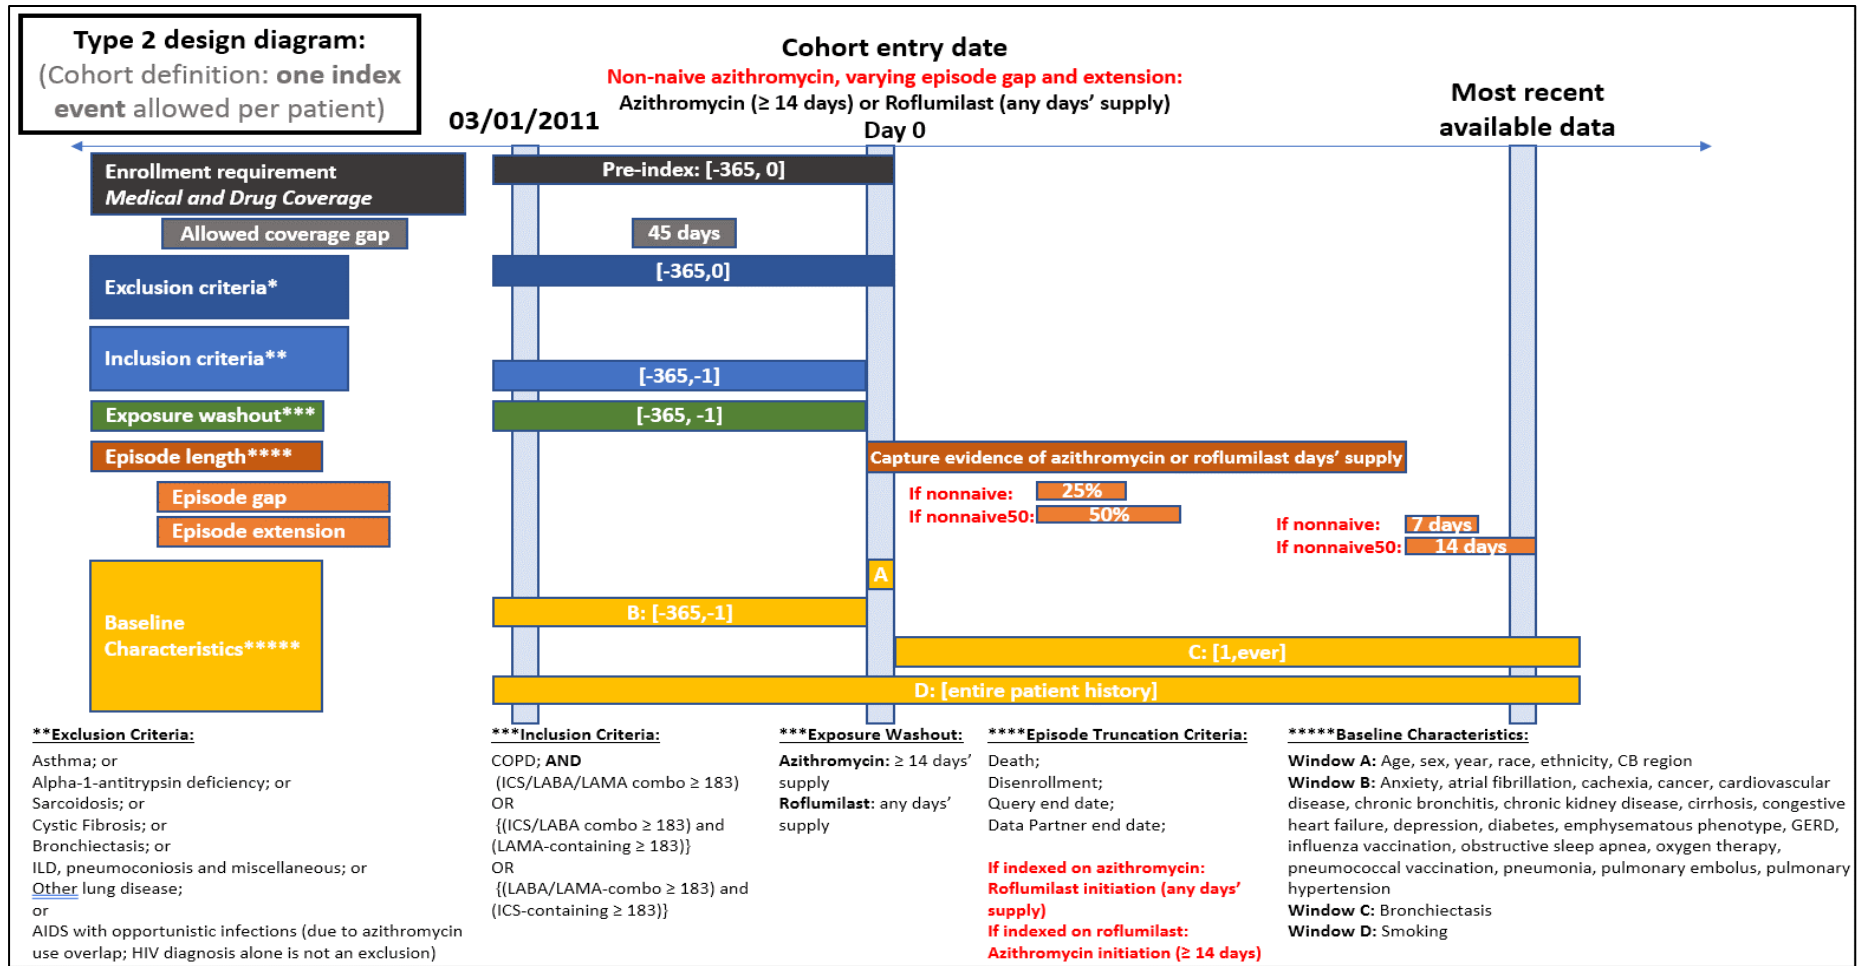 Type 2 design diagram:
(Cohort definition: one index
event allowed per patient)
Cohort entry date
Non-naive azithromycin, varying episode gap and extension:
Azithromycin (≥ 14 days) or Roflumilast (any days’ supply)
Day 0
03/01/2011
Most recent
available data
Enrollment requirement
Medical and Drug Coverage
Pre-index: [-365, 0]
Allowed coverage gap
45 days
Exclusion criteria*
[-365,0]
Inclusion criteria**
[-365,-1]
Exposure washout***
[-365, -1]
Episode length****
Capture evidence of azithromycin or roflumilast days’ supply
Episode gap
If nonnaive:
25%
If nonnaive50:
50%
Episode extension
If nonnaive:
7 days
If nonnaive50:
14 days
Baseline
Characteristics*****
A
B: [-365,-1]
C: [1,ever]
D: [entire patient history]
**Exclusion Criteria:
Asthma; or
Alpha-1-antitrypsin deficiency; or
Sarcoidosis; or
Cystic Fibrosis; or
Bronchiectasis; or
ILD, pneumoconiosis and miscellaneous; or
Other lung disease;
or
AIDS with opportunistic infections (due to azithromycin
use overlap; HIV diagnosis alone is not an exclusion)
***Inclusion Criteria:
COPD; AND
(ICS/LABA/LAMA combo ≥ 183)
OR
{(ICS/LABA combo ≥ 183) and
(LAMA-containing ≥ 183)}
OR
{(LABA/LAMA-combo ≥ 183) and
(ICS-containing ≥ 183)}
***Exposure Washout:
Azithromycin: ≥ 14 days’
supply
Roflumilast: any days’
supply
****Episode Truncation Criteria:
Death;
Disenrollment;
Query end date;
Data Partner end date;
If indexed on azithromycin:
Roflumilast initiation (any days’
supply)
If indexed on roflumilast:
Azithromycin initiation (≥ 14 days)
*****Baseline Characteristics:
Window A: Age, sex, year, race, ethnicity, CB region
Window B: Anxiety, atrial fibrillation, cachexia, cancer, cardiovascular
disease, chronic bronchitis, chronic kidney disease, cirrhosis, congestive
heart failure, depression, diabetes, emphysematous phenotype, GERD,
influenza vaccination, obstructive sleep apnea, oxygen therapy,
pneumococcal vaccination, pneumonia, pulmonary embolus, pulmonary
hypertension
Window C: Bronchiectasis
Window D: Smoking